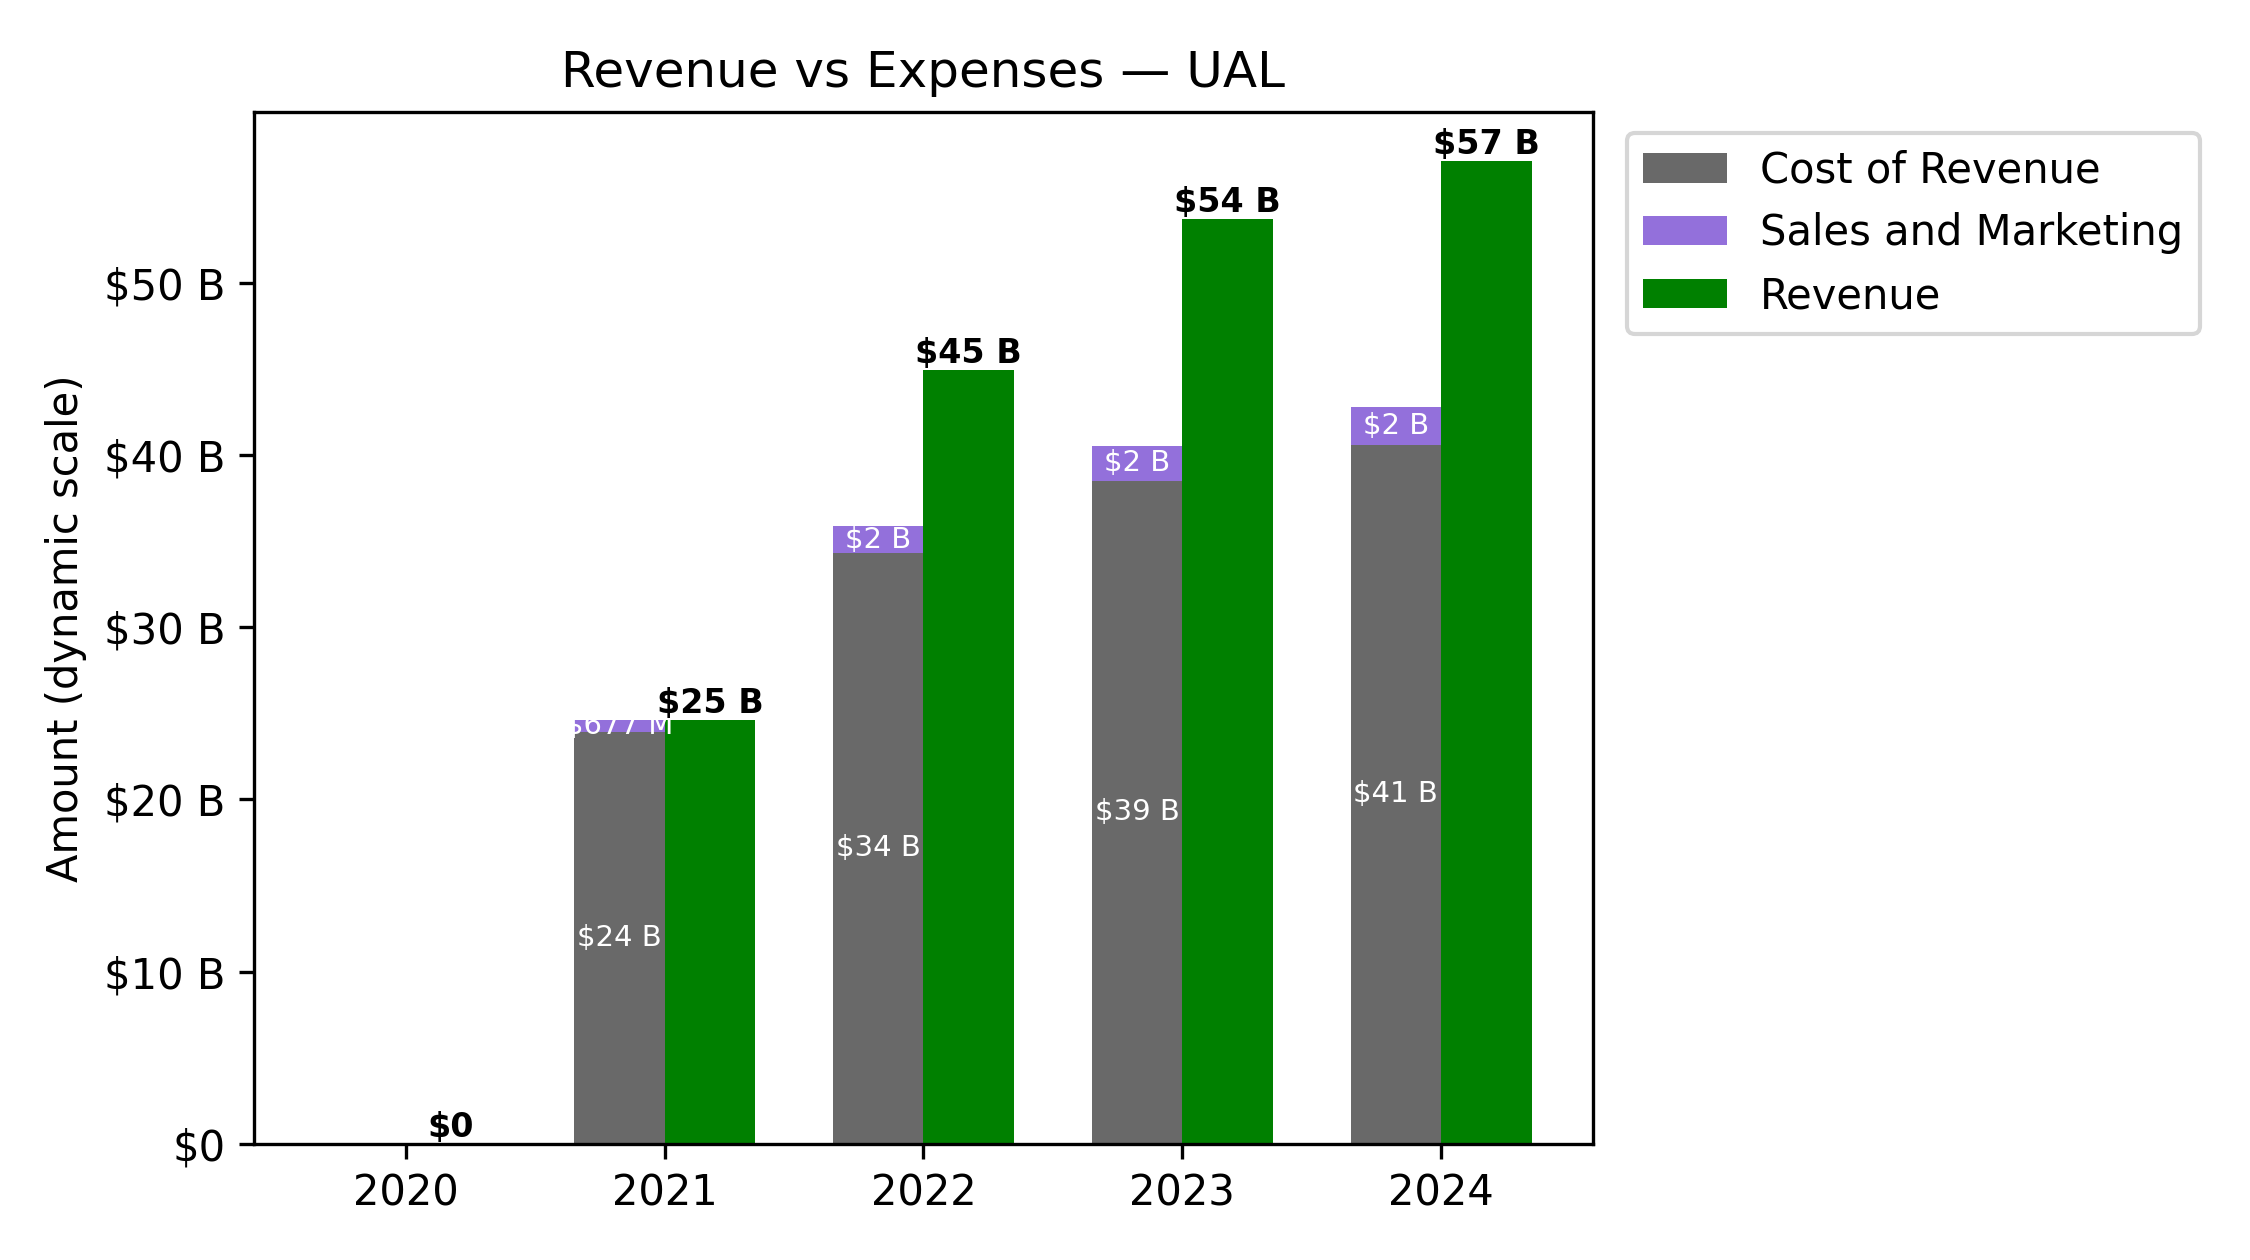 Revenue vs Expenses — UAL
Amount (dynamic scale)
$50 B
$40 B
$30 B
$20 B
$10 B
$0
$0
$677 M
$24 B
$25 B
$2 B
$34 B
$45 B
$2 B
$39 B
$54 B
$2 B
$41 B
$57 B
2020
2021
2022
2023
2024
Cost of Revenue
Sales and Marketing
Revenue